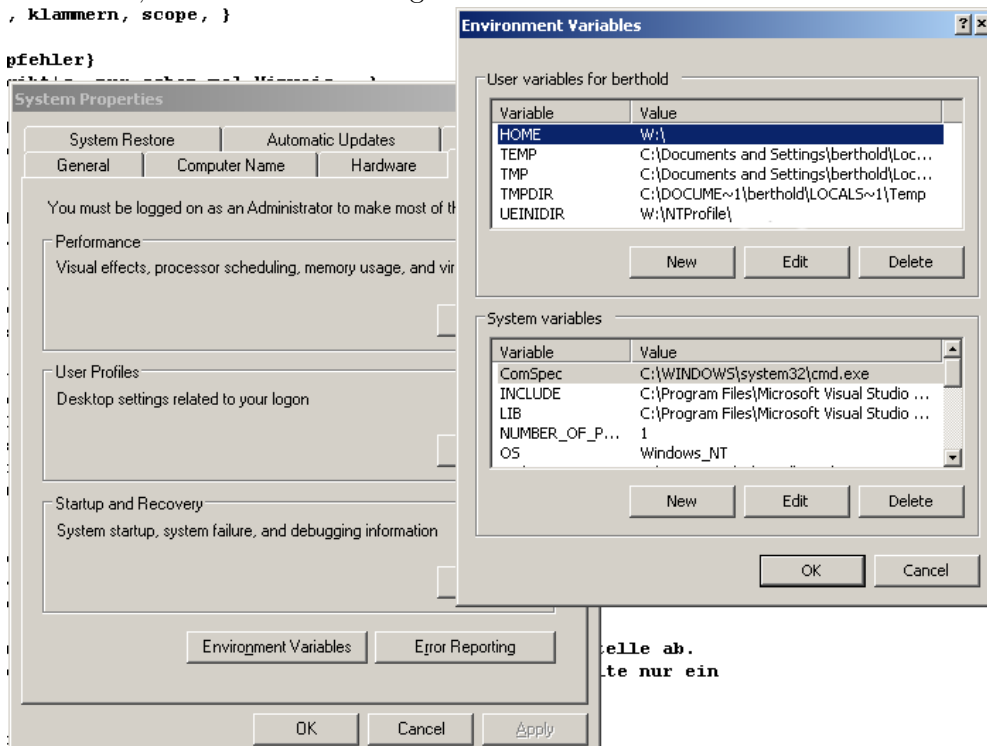 , klammern, scope, }
pfehler}
System Properties
System Restore
Automatic Updates
General
Computer Name
Hardware
You must be logged on as an Administrator to make most of th
Performance
Visual effects, processor scheduling, memory usage, and vir
User Profiles
Desktop settings related to your logon
Startup and Recovery
System startup, system failure, and debugging information
Environment Variables
Error Reporting
OK
Cancel
Apply
Environment Variables
User variables for berthold
Variable Value
HOME W:\
TEMP C:\Documents and Settings\berthold\Loc...
TMP C:\Documents and Settings\berthold\Loc...
TMPDIR C:\DOCUME~1\berthold\LOCALS~1\Temp
UEINIDIR W:\NTProfile\
New Edit Delete
System variables
Variable Value
ComSpec C:\WINDOWS\system32\cmd.exe
INCLUDE C:\Program Files\Microsoft Visual Studio ...
LIB C:\Program Files\Microsoft Visual Studio ...
NUMBER_OF_P... 1
OS Windows_NT
New Edit Delete
OK Cancel
elle ab.
te nur ein